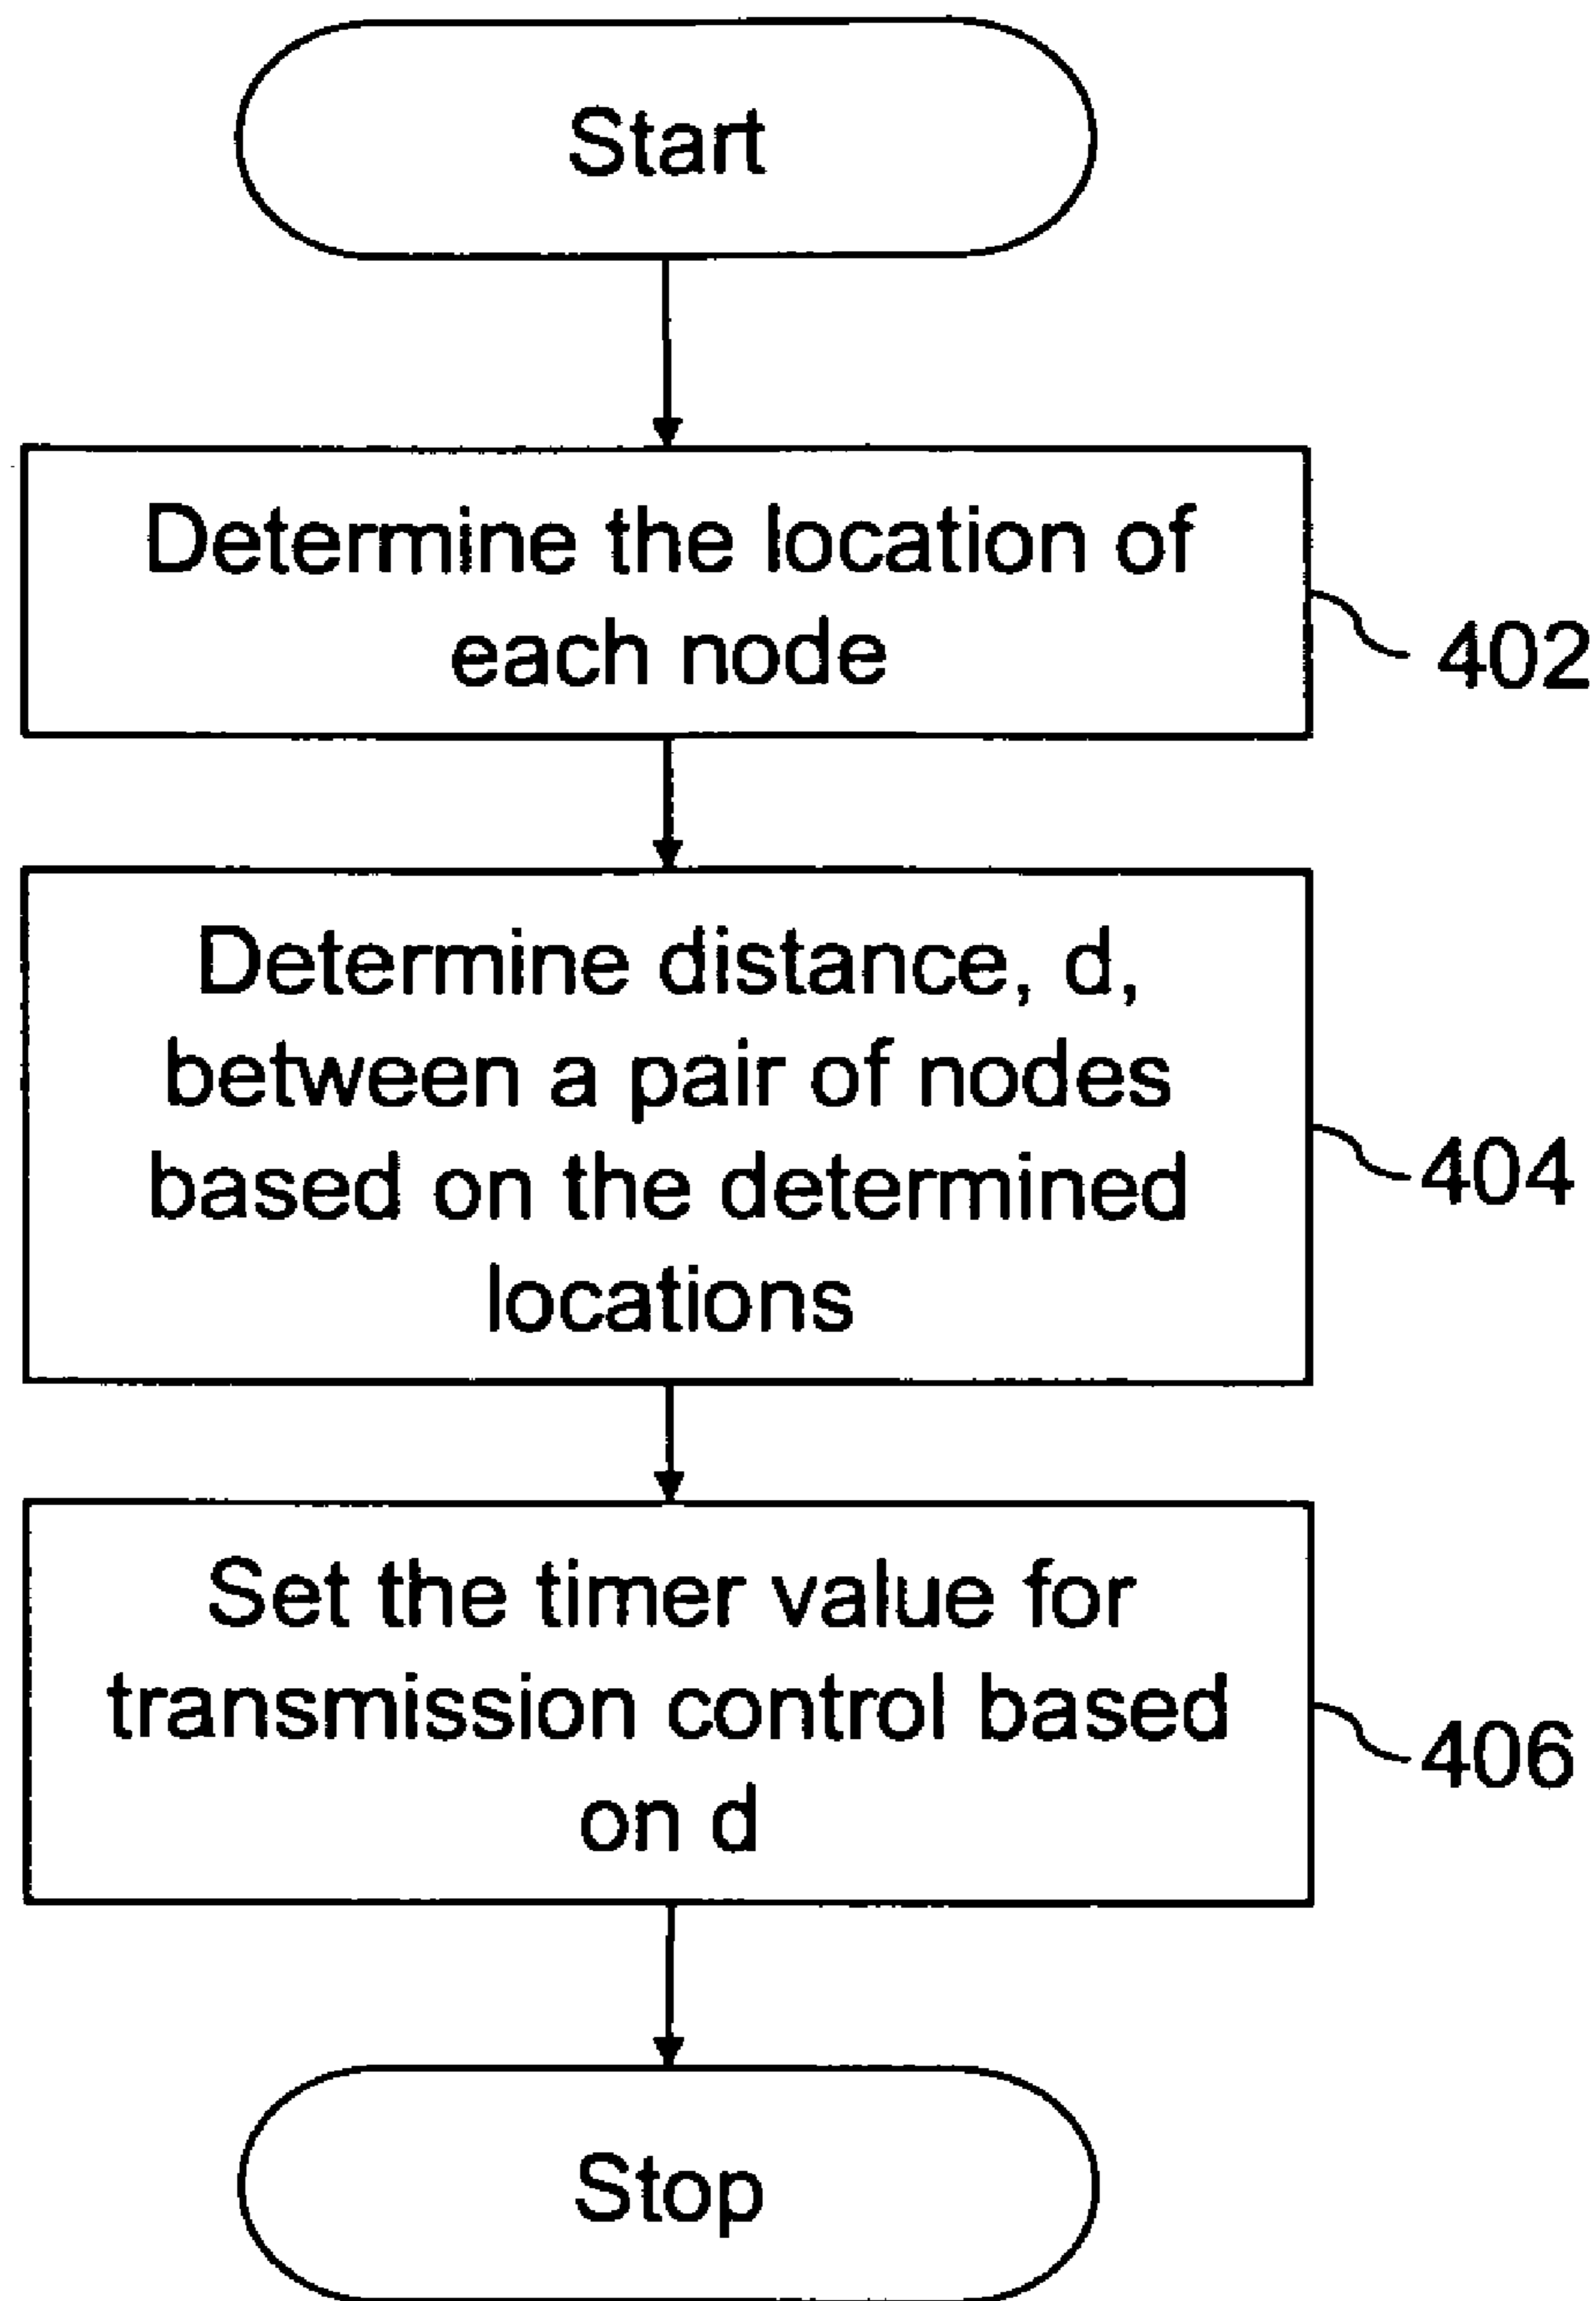 Start
Determine the location of
each node
402
Determine distance, d,
between a pair of nodes
based on the determined
locations
404
Set the timer value for
transmission control based
on d
406
Stop